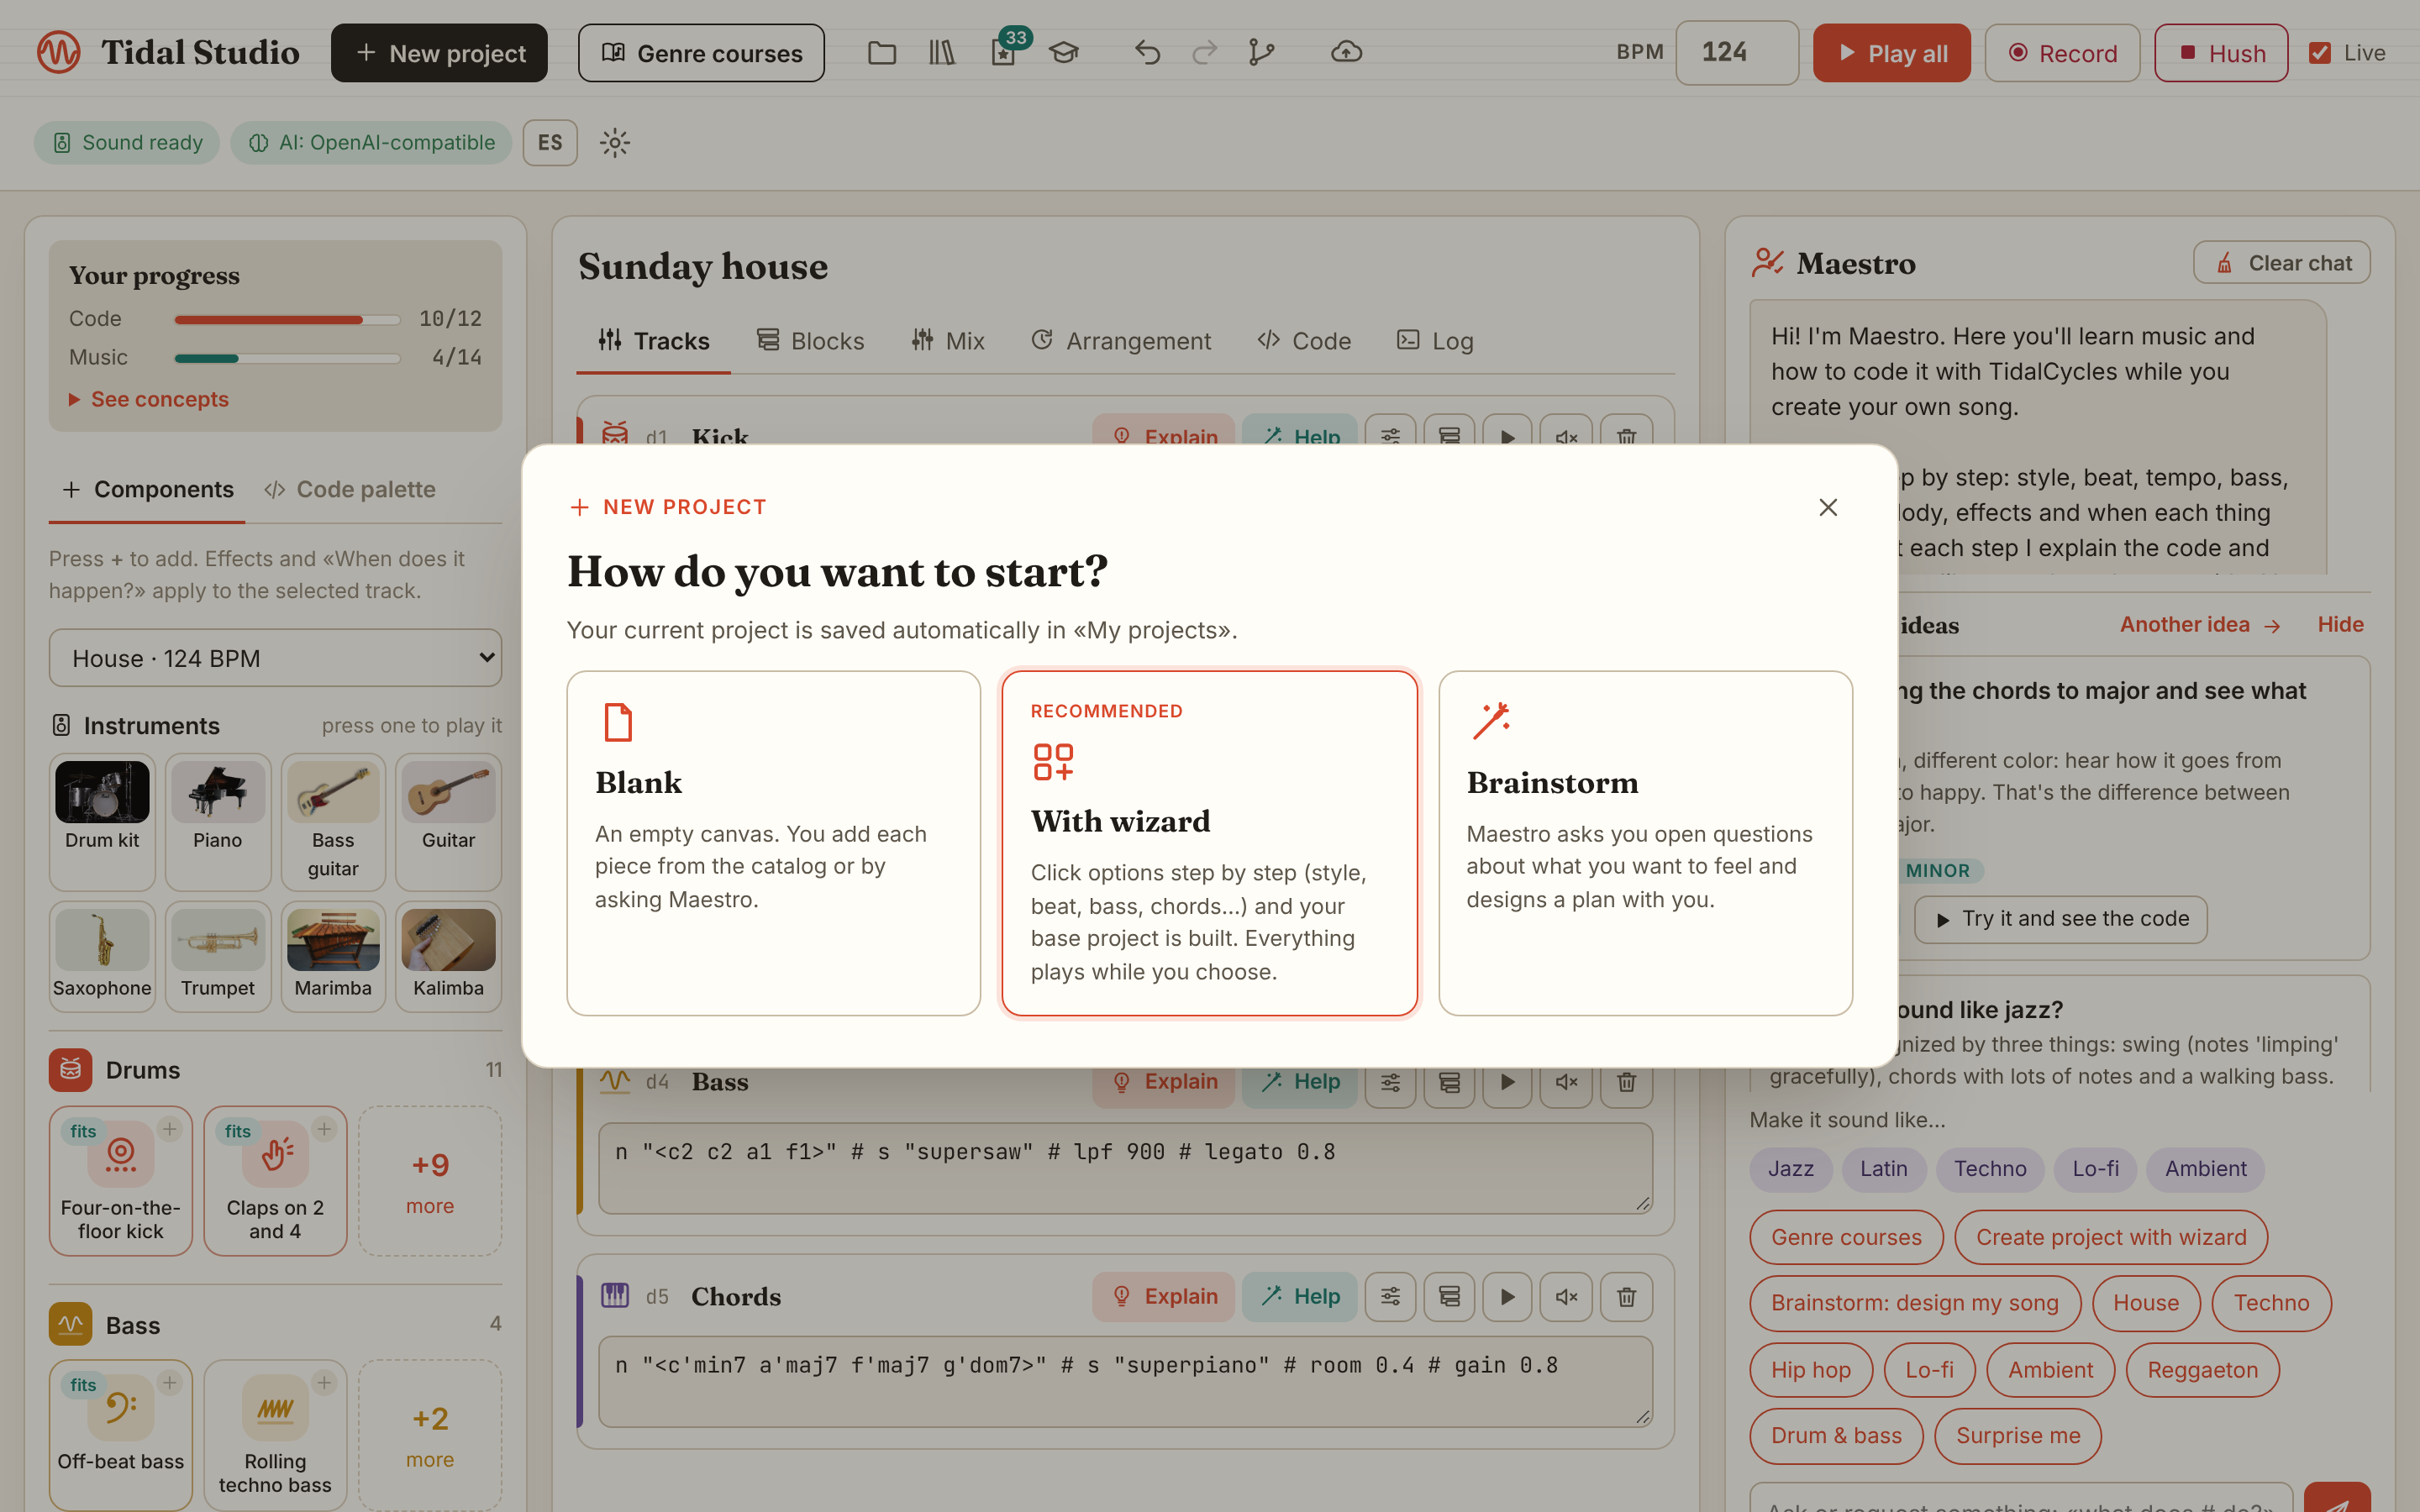 Tidal Studio
New project
Genre courses
33
BPM
124
Play all
Record
Hush
Live
Sound ready
AI: OpenAI-compatible
ES
Your progress
Code
10/12
Music
4/14
See concepts
Components
Code palette
Press + to add. Effects and «When does it
happen?» apply to the selected track.
House · 124 BPM
Instruments
press one to play it
Drum kit
Piano
Bass
guitar
Guitar
Saxophone
Trumpet
Marimba
Kalimba
Drums
11
fits
Four-on-the-
floor kick
fits
Claps on 2
and 4
+9
more
Bass
4
fits
Off-beat bass
Rolling
techno bass
+2
more
Sunday house
Tracks
Blocks
Mix
Arrangement
Code
Log
d1
Kick
Explain
Help
NEW PROJECT
How do you want to start?
Your current project is saved automatically in «My projects».
Blank
An empty canvas. You add each
piece from the catalog or by
asking Maestro.
RECOMMENDED
With wizard
Click options step by step (style,
beat, bass, chords...) and your
base project is built. Everything
plays while you choose.
Brainstorm
Maestro asks you open questions
about what you want to feel and
designs a plan with you.
d4
Bass
Explain
Help
n "<c2 c2 a1 f1>" # s "supersaw" # lpf 900 # legato 0.8
d5
Chords
Explain
Help
n "<c'min7 a'maj7 f'maj7 g'dom7>" # s "superpiano" # room 0.4 # gain 0.8
Maestro
Clear chat
Hi! I'm Maestro. Here you'll learn music and
how to code it with TidalCycles while you
create your own song.
by step: style, beat, tempo, bass,
effects and when each thing
each step I explain the code and
ideas
Another idea →
Hide
the chords to major and see what
different color: hear how it goes from
to happy. That's the difference between
MINOR
Try it and see the code
sound like jazz?
by three things: swing (notes 'limping'
gracefully), chords with lots of notes and a walking bass.
Make it sound like...
Jazz
Latin
Techno
Lo-fi
Ambient
Genre courses
Create project with wizard
Brainstorm: design my song
House
Techno
Hip hop
Lo-fi
Ambient
Reggaeton
Drum & bass
Surprise me
Ask or request something: «what does # do?»